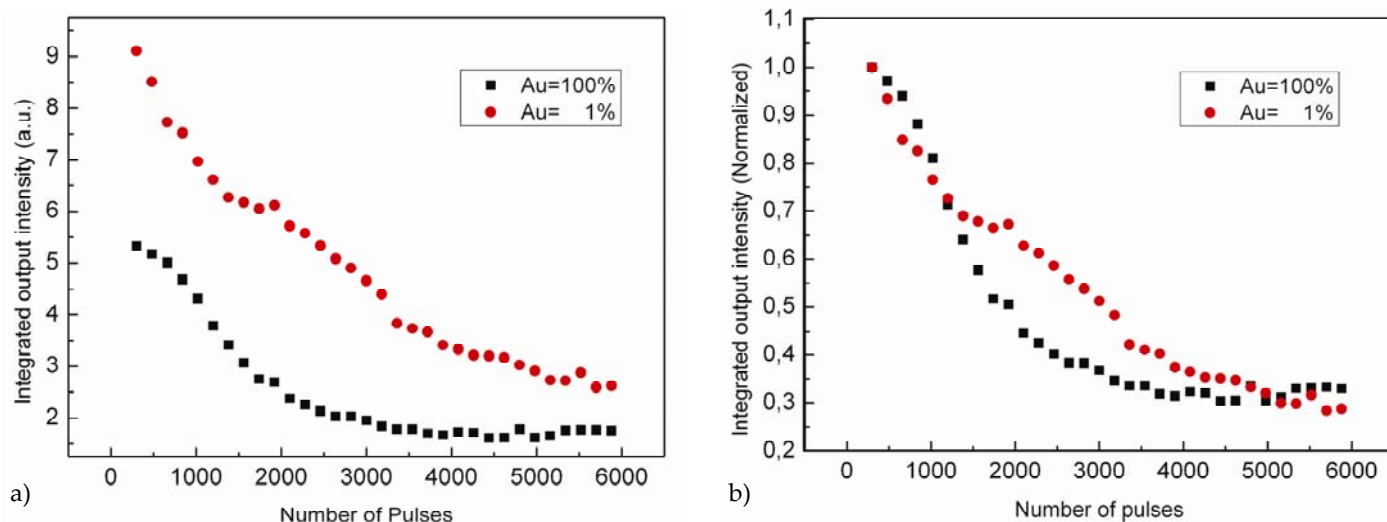 9
8
7
6
5
4
3
2
Integrated output intensity (a.u.)
Au=100%
Au= 1%
0 1000 2000 3000 4000 5000 6000
Number of Pulses
a)
1,1
1,0
0,9
0,8
0,7
0,6
0,5
0,4
0,3
0,2
Integrated output intensity (Normalized)
Au=100%
Au= 1%
0 1000 2000 3000 4000 5000 6000
Number of pulses
b)